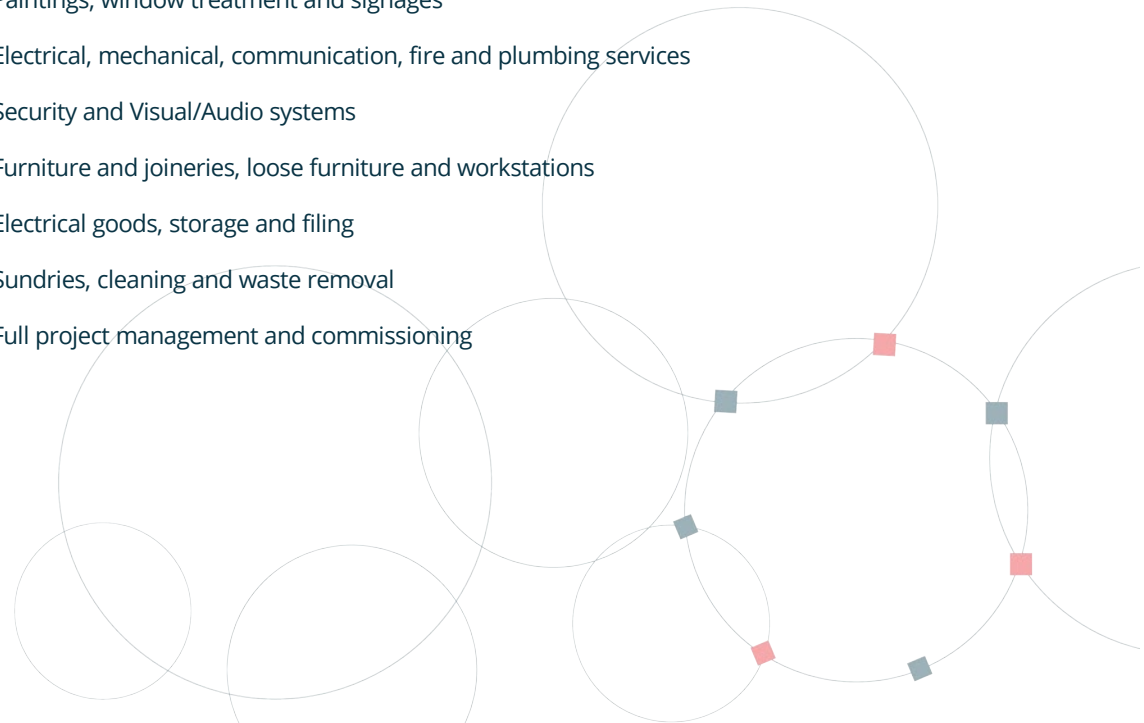 Paintings, window treatment and signages
Electrical, mechanical, communication, fire and plumbing services
Security and Visual/Audio systems
Furniture and joineries, loose furniture and workstations
Electrical goods, storage and filing
Sundries, cleaning and waste removal
Full project management and commissioning